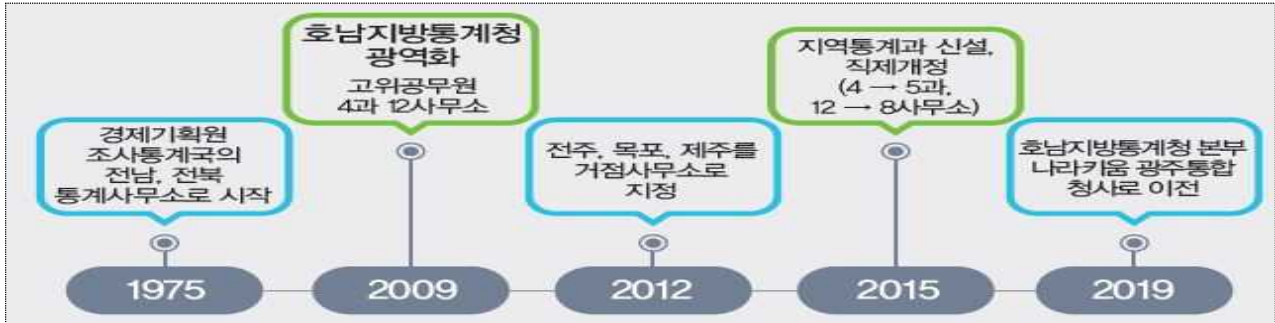 경제기획원
조사통계국의
전남, 전북
통계사무소로 시작
1975
호남지방통계청
광역화
고위공무원
4과 12사무소
2009
전주, 목포, 제주를
거점사무소로
지정
2012
지역통계과 신설,
직제개정
(4 → 5과,
12 → 8사무소)
2015
호남지방통계청 본부
나라키움 광주통합
청사로 이전
2019